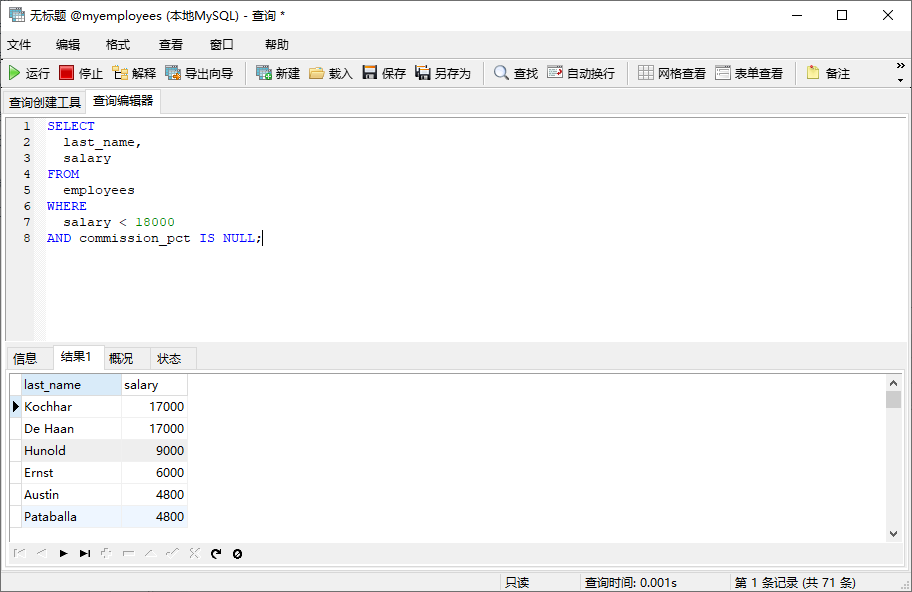 无标题 @myemployees (本地MySQL) - 查询 *
文件 编辑 格式 查看 窗口 帮助
运行 停止 解释 导出向导 新建 载入 保存 另存为 查找 自动换行 网格查看 表单查看 备注
查询创建工具 查询编辑器
1 SELECT
2 last_name,
3 salary
4 FROM
5 employees
6 WHERE
7 salary < 18000
8 AND commission_pct IS NULL;
信息 结果1 概况 状态
last_name salary
Kochhar 17000
De Haan 17000
Hunold 9000
Ernst 6000
Austin 4800
Pataballa 4800
只读 查询时间: 0.001s 第 1 条记录 (共 71 条)